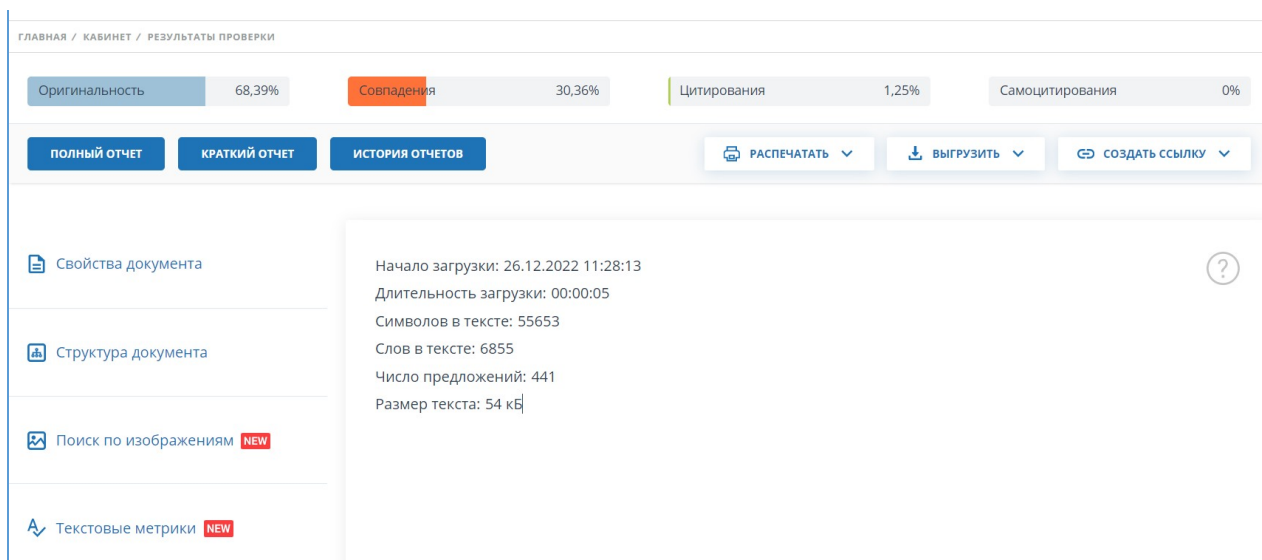 ГЛАВНАЯ / КАБИНЕТ / РЕЗУЛЬТАТЫ ПРОВЕРКИ
Оригинальность 68,39% Совпадения 30,36% Цитирования 1,25% Самоцитирования 0%
ПОЛНЫЙ ОТЧЕТ КРАТКИЙ ОТЧЕТ ИСТОРИЯ ОТЧЕТОВ РАСПЕЧАТАТЬ ВЫГРУЗИТЬ СОЗДАТЬ ССЫЛКУ
Свойства документа
Структура документа
Поиск по изображениям NEW
Текстовые метрики NEW
Начало загрузки: 26.12.2022 11:28:13
Длительность загрузки: 00:00:05
Символов в тексте: 55653
Слов в тексте: 6855
Число предложений: 441
Размер текста: 54 кБ
?